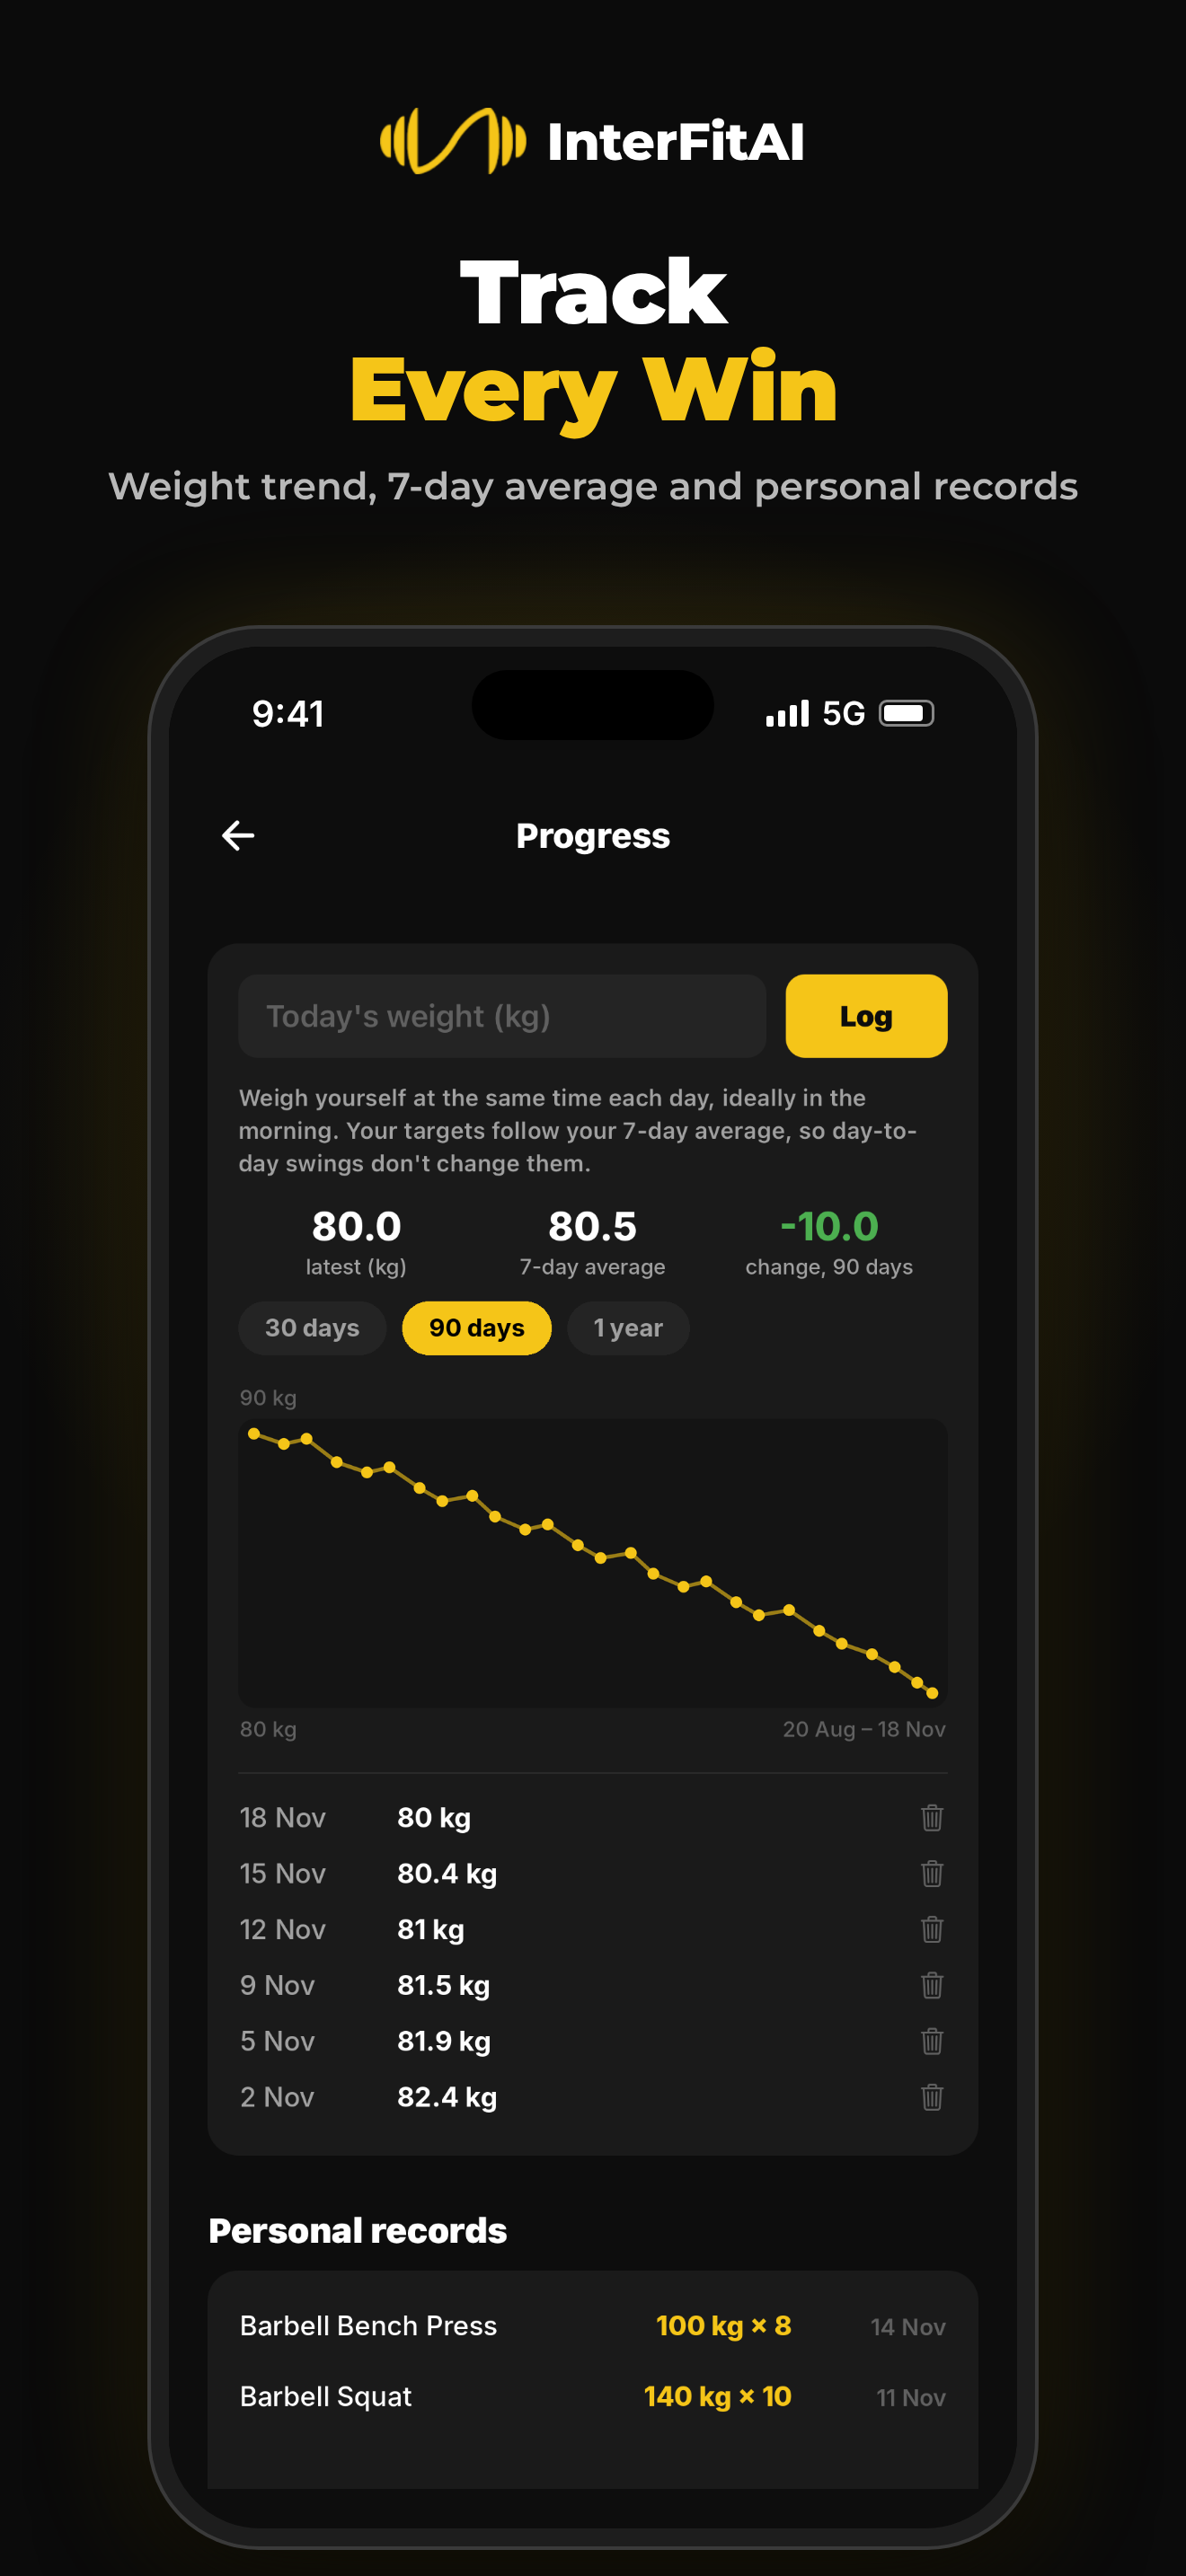 InterFitAI
Track
Every Win
Weight trend, 7-day average and personal records
9:41
5G
Progress
Today's weight (kg)
Log
Weigh yourself at the same time each day, ideally in the
morning. Your targets follow your 7-day average, so day-to-
day swings don't change them.
80.0 80.5 -10.0
latest (kg) 7-day average change, 90 days
30 days 90 days 1 year
90 kg
80 kg 20 Aug – 18 Nov
18 Nov 80 kg
15 Nov 80.4 kg
12 Nov 81 kg
9 Nov 81.5 kg
5 Nov 81.9 kg
2 Nov 82.4 kg
Personal records
Barbell Bench Press 100 kg × 8 14 Nov
Barbell Squat 140 kg × 10 11 Nov